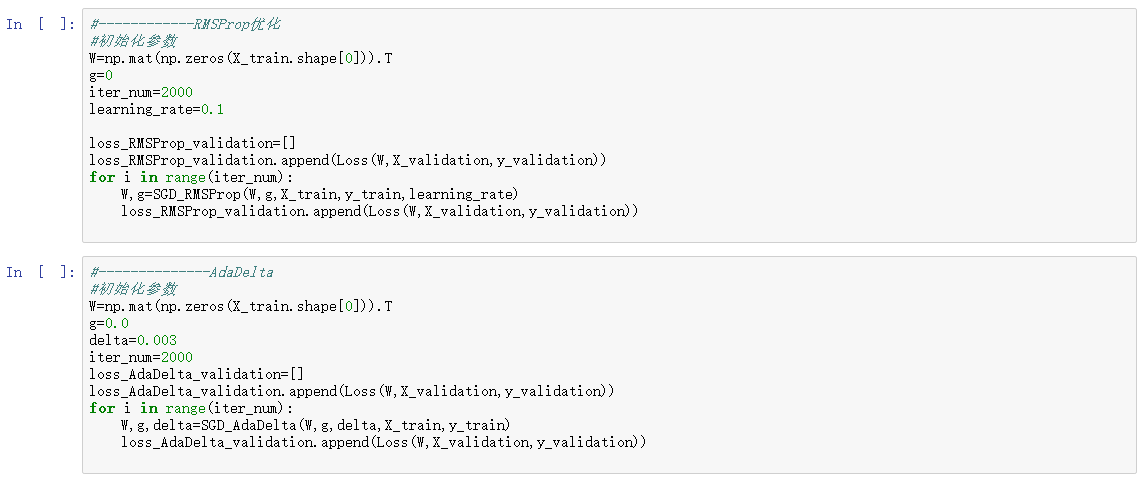 In [ ]:
#------------RMSProp优化
#初始化参数
W=np.mat(np.zeros(X_train.shape[0])).T
g=0
iter_num=2000
learning_rate=0.1
loss_RMSProp_validation=[]
loss_RMSProp_validation.append(Loss(W,X_validation,y_validation))
for i in range(iter_num):
    W,g=SGD_RMSProp(W,g,X_train,y_train,learning_rate)
    loss_RMSProp_validation.append(Loss(W,X_validation,y_validation))
In [ ]:
#--------------AdaDelta
#初始化参数
W=np.mat(np.zeros(X_train.shape[0])).T
g=0.0
delta=0.003
iter_num=2000
loss_AdaDelta_validation=[]
loss_AdaDelta_validation.append(Loss(W,X_validation,y_validation))
for i in range(iter_num):
    W,g,delta=SGD_AdaDelta(W,g,delta,X_train,y_train)
    loss_AdaDelta_validation.append(Loss(W,X_validation,y_validation))